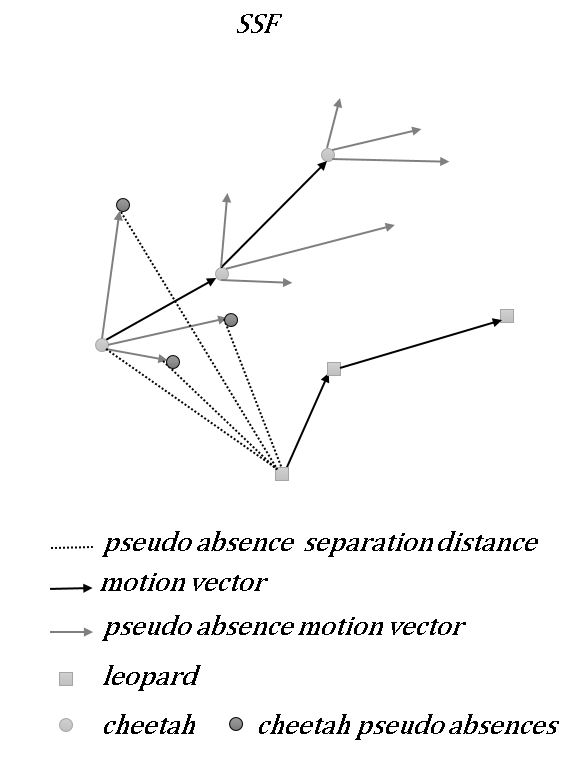 SSF
pseudo absence separation distance
motion vector
pseudo absence motion vector
leopard
cheetah
cheetah pseudo absences